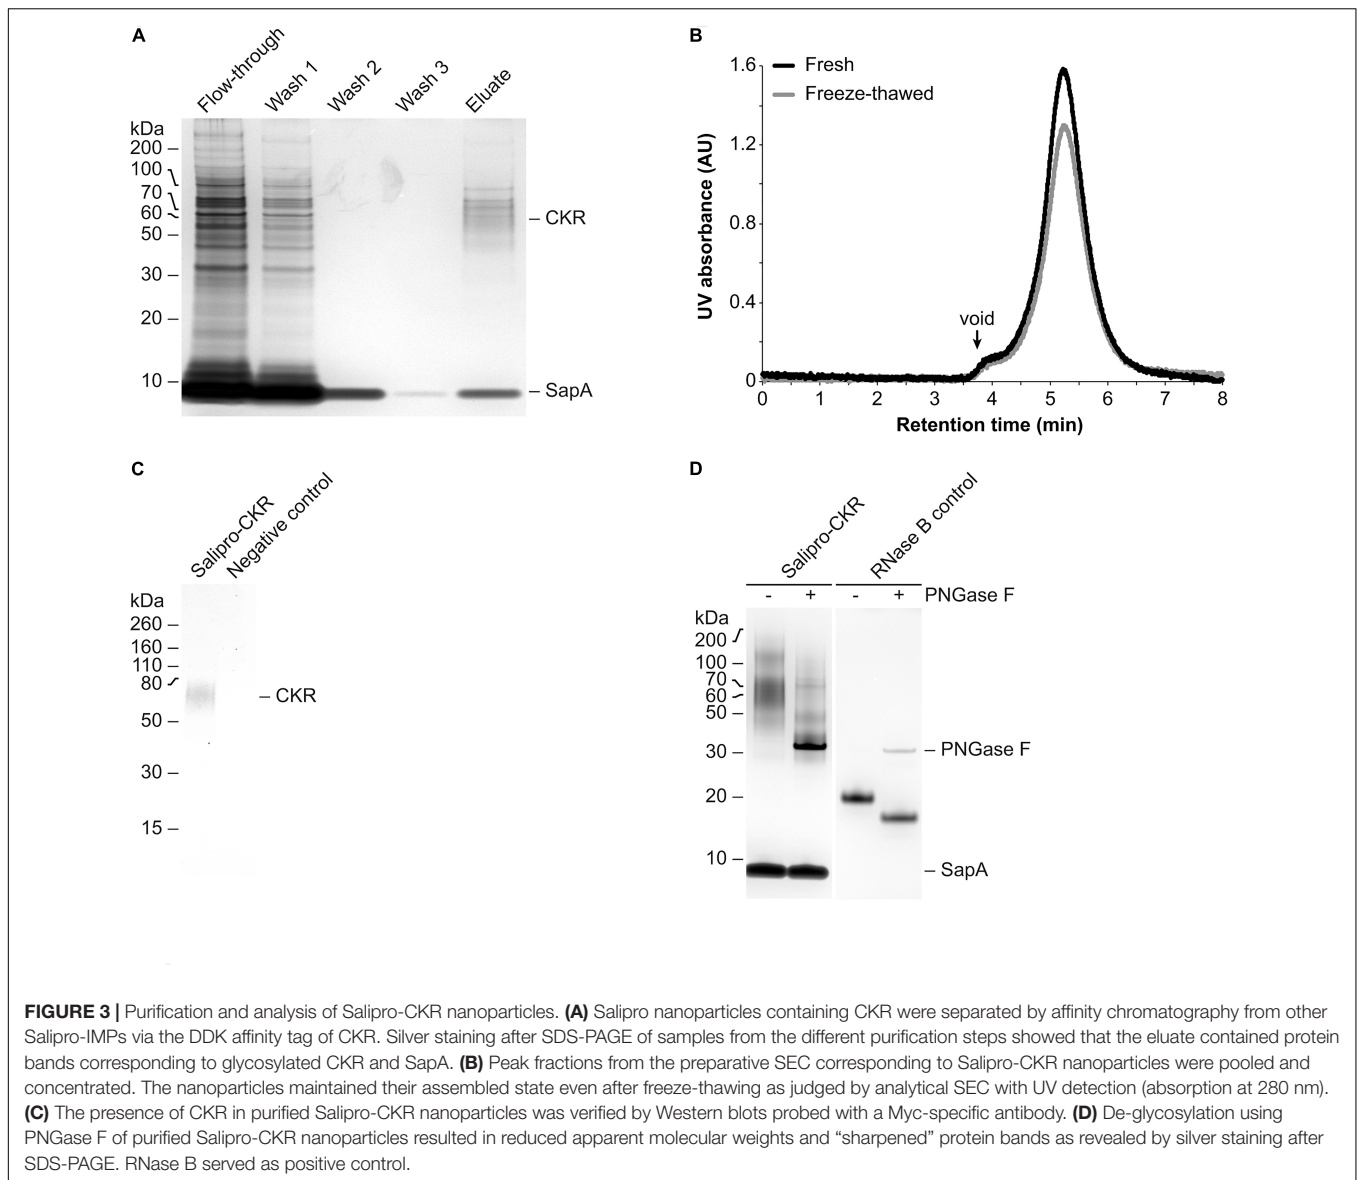 A
Flow-through
Wash 1
Wash 2
Wash 3
Eluate
kDa
200
100
70
60
50
30
20
10
CKR
SapA
B
Fresh
Freeze-thawed
UV absorbance (AU)
1.6
1.2
0.8
0.4
0
void
0 1 2 3 4 5 6 7 8
Retention time (min)
C
Salipro-CKR
Negative control
kDa
260
160
110
80
50
30
15
CKR
D
Salipro-CKR
RNase B control
- + - + PNGase F
kDa
200
100
70
60
50
30
20
10
PNGase F
SapA
FIGURE 3 | Purification and analysis of Salipro-CKR nanoparticles. (A) Salipro nanoparticles containing CKR were separated by affinity chromatography from other
Salipro-IMPs via the DDK affinity tag of CKR. Silver staining after SDS-PAGE of samples from the different purification steps showed that the eluate contained protein
bands corresponding to glycosylated CKR and SapA. (B) Peak fractions from the preparative SEC corresponding to Salipro-CKR nanoparticles were pooled and
concentrated. The nanoparticles maintained their assembled state even after freeze-thawing as judged by analytical SEC with UV detection (absorption at 280 nm).
(C) The presence of CKR in purified Salipro-CKR nanoparticles was verified by Western blots probed with a Myc-specific antibody. (D) De-glycosylation using
PNGase F of purified Salipro-CKR nanoparticles resulted in reduced apparent molecular weights and “sharpened” protein bands as revealed by silver staining after
SDS-PAGE. RNase B served as positive control.